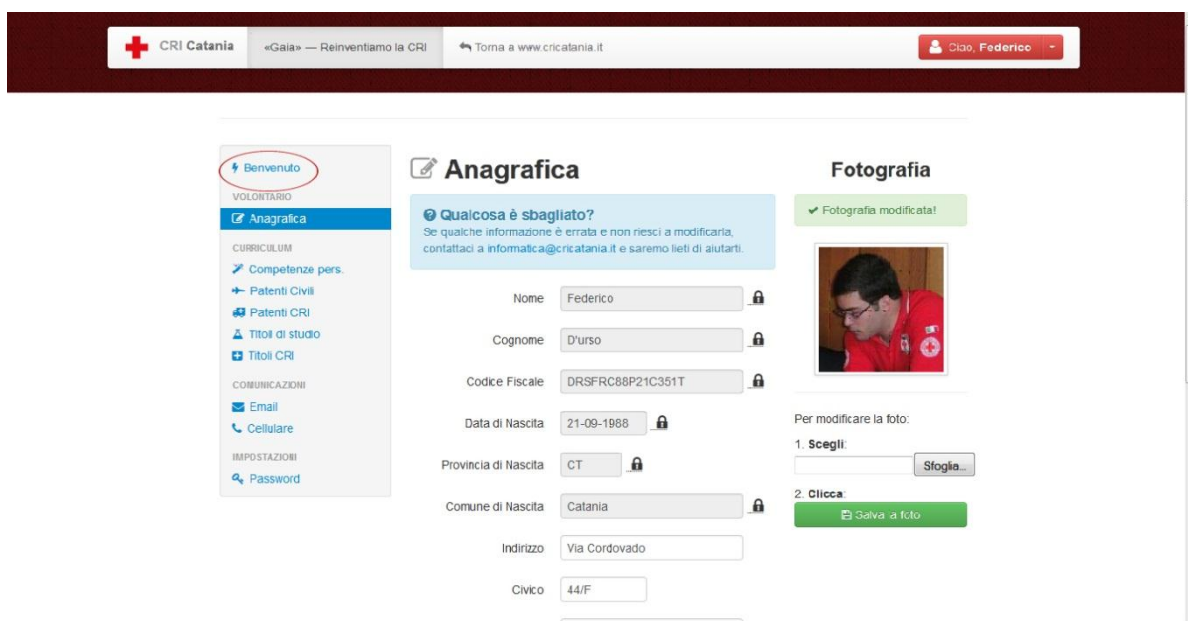 CRI Catania
«Gaia» — Reinventiamo la CRI
Torna a www.cricatania.it
Ciao, Federico
Benvenuto
VOLONTARIO
Anagrafica
CURRICULUM
Competenze pers.
Patenti Civili
Patenti CRI
Titoli di studio
Titoli CRI
COMUNICAZIONI
Email
Cellulare
IMPOSTAZIONI
Password
Anagrafica
Qualcosa è sbagliato?
Se qualche informazione è errata e non riesci a modificarla,
contattaci a informatica@cricatania.it e saremo lieti di aiutarti.
Nome Federico
Cognome D'urso
Codice Fiscale DRSFRC88P21C351T
Data di Nascita 21-09-1988
Provincia di Nascita CT
Comune di Nascita Catania
Indirizzo Via Cordovado
Civico 44/F
Fotografia
Fotografia modificata!
Per modificare la foto:
1. Scegli:
Sfoglia...
2. Clicca:
Salva la foto